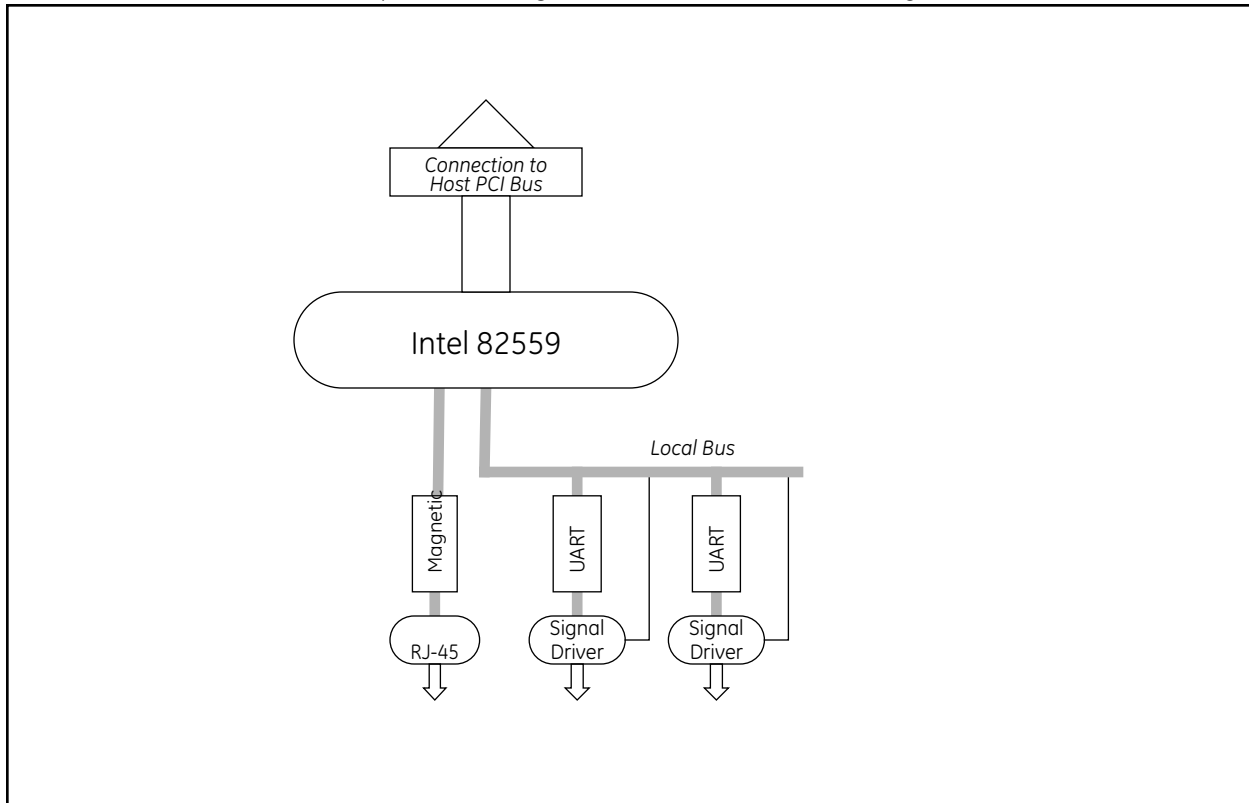 Connection to
Host PCI Bus
Intel 82559
Local Bus
Magnetic
UART
UART
RJ-45
Signal
Driver
Signal
Driver